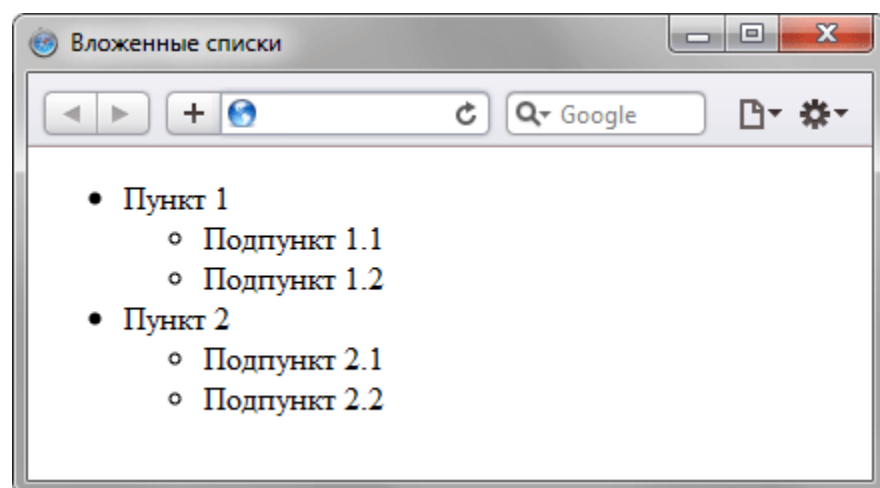 Вложенные списки
Google
Пункт 1
Подпункт 1.1
Подпункт 1.2
Пункт 2
Подпункт 2.1
Подпункт 2.2